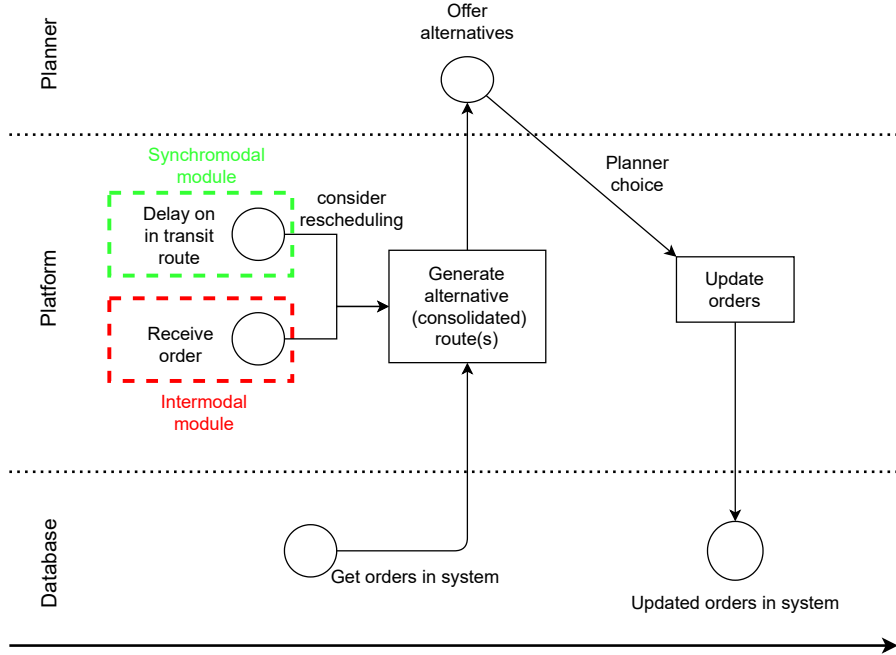 Offer
alternatives
Planner
Synchromodal
module
Planner
choice
consider
rescheduling
Delay on
in transit
route
Platform
Generate
alternative
(consolidated)
route(s)
Update
orders
Receive
order
Intermodal
module
Database
Get orders in system
Updated orders in system